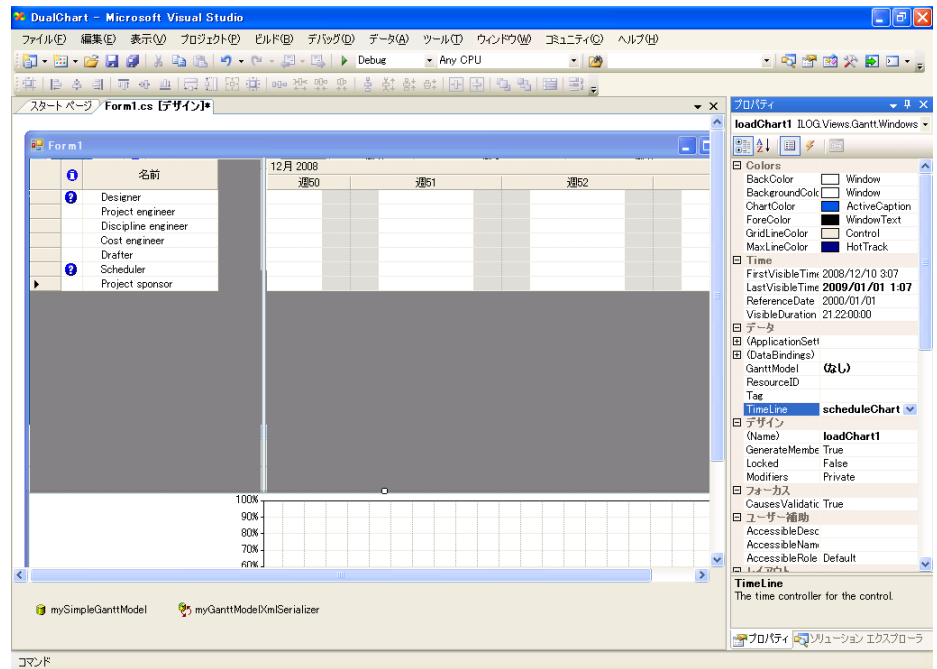 DualChart - Microsoft Visual Studio
ファイル(F) 編集(E) 表示(V) プロジェクト(P) ビルド(B) デバッグ(D) データ(A) ツール(T) ウィンドウ(W) コミュニティ(C) ヘルプ(H)
Debug Any CPU
スタート ページ Form1.cs [デザイン]*
Form1
12月 2008
名前 週50 週51 週52
Designer
Project engineer
Discipline engineer
Cost engineer
Drafter
Scheduler
Project sponsor
100%
90%
80%
70%
60%
mySimpleGanttModel myGanttModelXmlSerializer
コマンド
プロパティ
loadChart1 ILOG.Views.Gantt.Windows
Colors
BackColor Window
BackgroundColo Window
ChartColor ActiveCaption
ForeColor WindowText
GridLineColor Control
MaxLineColor HotTrack
Time
FirstVisibleTime 2008/12/10 3:07
LastVisibleTime 2009/01/01 1:07
ReferenceDate 2000/01/01
VisibleDuration 21.22:00:00
データ
(ApplicationSett
(DataBindings)
GanttModel (なし)
ResourceID
Tag
TimeLine scheduleChart
デザイン
(Name) loadChart1
GenerateMembe True
Locked False
Modifiers Private
フォーカス
CausesValidatic True
ユーザー補助
AccessibleDesc
AccessibleNam
AccessibleRole Default
レイアウト
TimeLine
The time controller for the control.
プロパティ ソリューション エクスプローラ